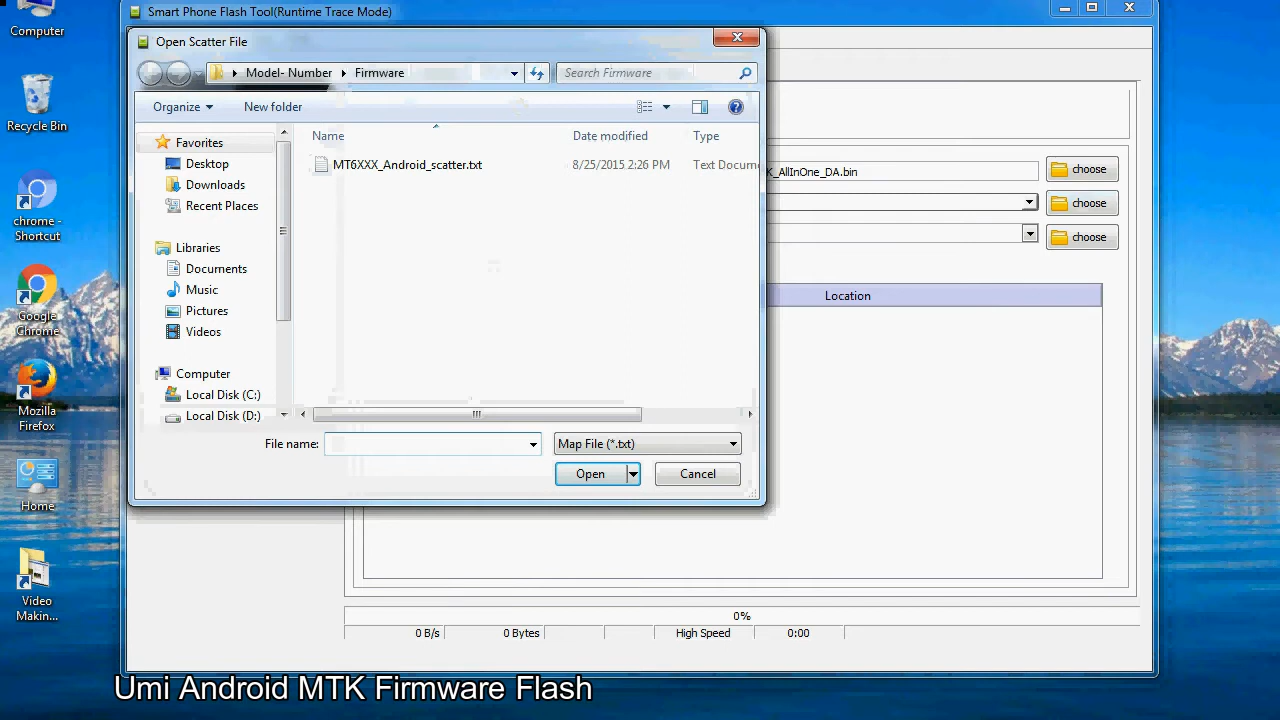 Computer
Recycle Bin
chrome -
Shortcut
Google
Chrome
Mozilla
Firefox
Home
Video
Makin...
Smart Phone Flash Tool(Runtime Trace Mode)
Open Scatter File
Model- Number
Firmware
Search Firmware
Organize
New folder
Name
Date modified
Type
MT6XXX_Android_scatter.txt
8/25/2015 2:26 PM
Text Docum
Favorites
Desktop
Downloads
Recent Places
Libraries
Documents
Music
Pictures
Videos
Computer
Local Disk (C:)
Local Disk (D:)
File name:
Map File (*.txt)
Open
Cancel
K_AllInOne_DA.bin
choose
choose
choose
Location
0%
0 B/s
0 Bytes
High Speed
0:00
Umi Android MTK Firmware Flash